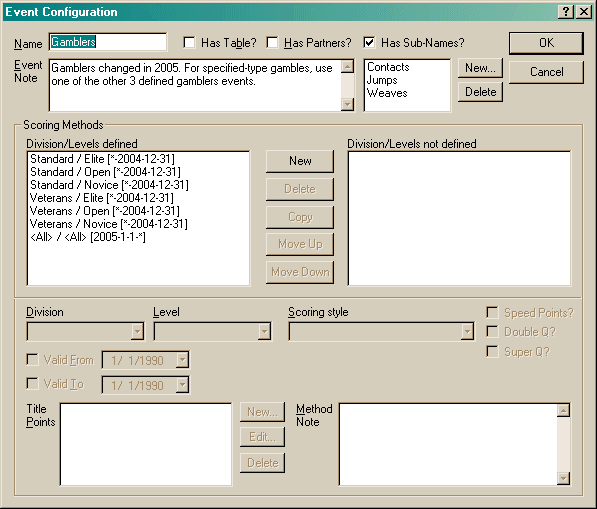 Event Configuration
Name Gamblers Has Table? Has Partners? Has Sub-Names? OK
Event Note
Gamblers changed in 2005. For specified-type gambles, use
one of the other 3 defined gamblers events.
Contacts
Jumps
Weaves
New...
Delete
Cancel
Scoring Methods
Division/Levels defined
Standard / Elite [*-2004-12-31]
Standard / Open [*-2004-12-31]
Standard / Novice [*-2004-12-31]
Veterans / Elite [*-2004-12-31]
Veterans / Open [*-2004-12-31]
Veterans / Novice [*-2004-12-31]
<All> / <All> [2005-1-1-*]
New
Delete
Copy
Move Up
Move Down
Division/Levels not defined
Division Level Scoring style
Speed Points?
Double Q?
Super Q?
Valid From 1/ 1/1990
Valid To 1/ 1/1990
Title
Points
New...
Edit...
Delete
Method
Note